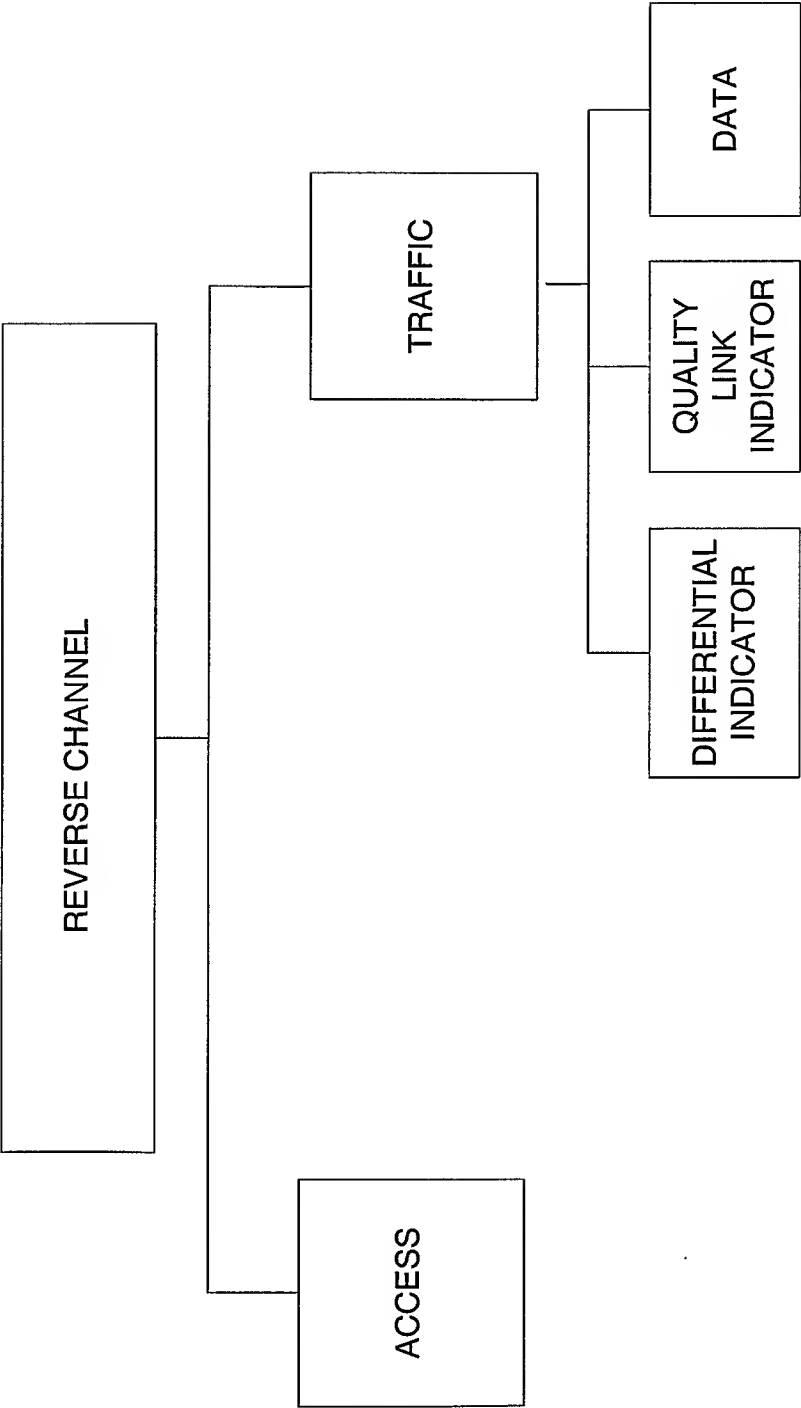 REVERSE CHANNEL
ACCESS
TRAFFIC
DIFFERENTIAL
INDICATOR
QUALITY
LINK
INDICATOR
DATA